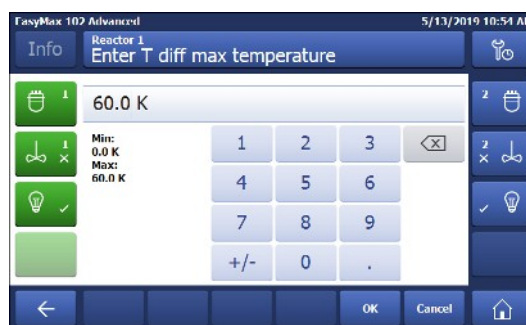 EasyMax 102 Advanced 5/13/2019 10:54 AM
Info
Reactor 1
Enter T diff max temperature
1
60.0 K
2
1
Min:
0.0 K
Max:
60.0 K
1 2 3
2
4 5 6
7 8 9
+/- 0 .
OK Cancel